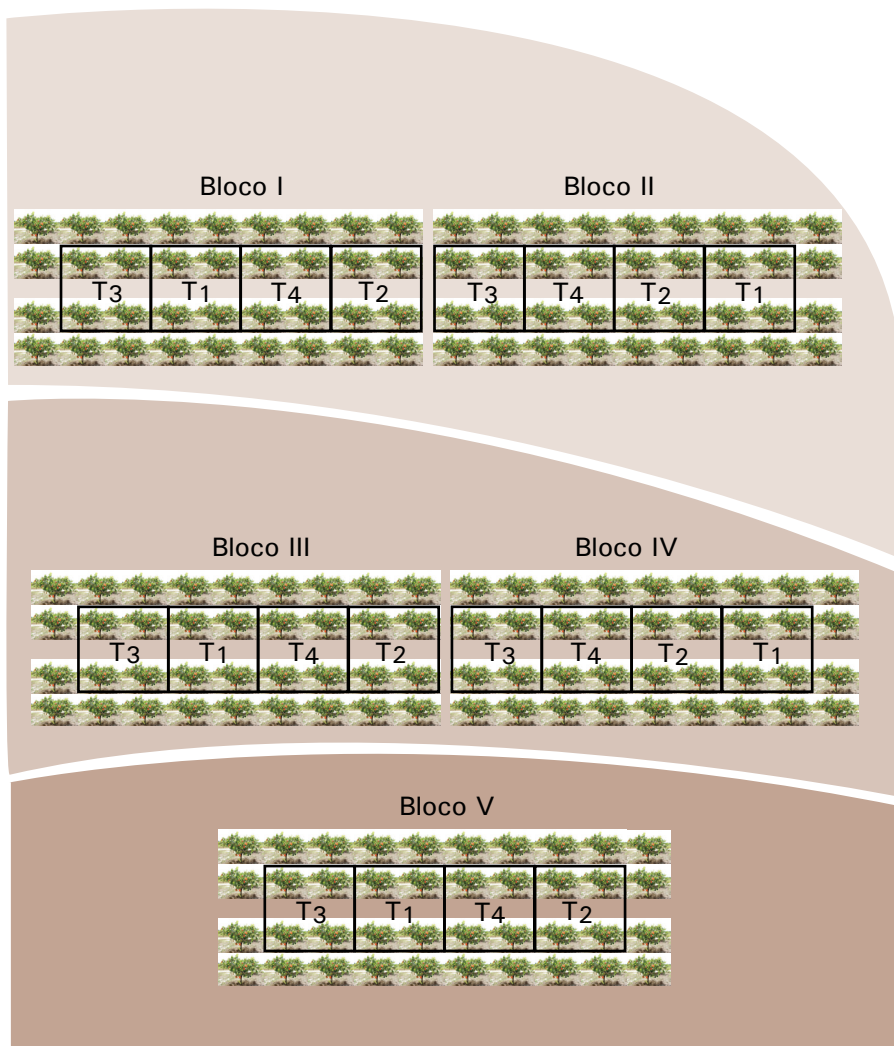 Bloco I Bloco II
T3 T1 T4 T2 T3 T4 T2 T1
Bloco III Bloco IV
T3 T1 T4 T2 T3 T4 T2 T1
Bloco V
T3 T1 T4 T2